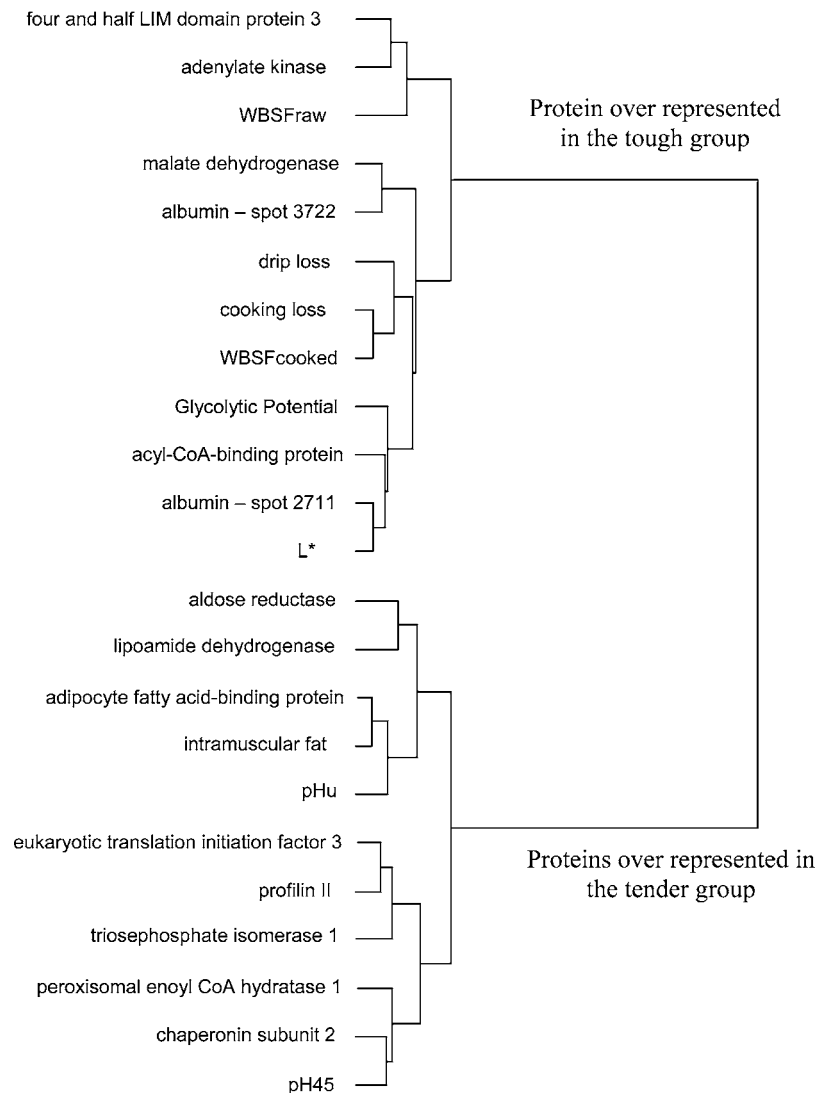 four and half LIM domain protein 3
adenylate kinase
WBSFraw
Protein over represented
in the tough group
malate dehydrogenase
albumin – spot 3722
drip loss
cooking loss
WBSFcooked
Glycolytic Potential
acyl-CoA-binding protein
albumin – spot 2711
L*
aldose reductase
lipoamide dehydrogenase
adipocyte fatty acid-binding protein
intramuscular fat
pHu
eukaryotic translation initiation factor 3
Proteins over represented in
the tender group
profilin II
triosephosphate isomerase 1
peroxisomal enoyl CoA hydratase 1
chaperonin subunit 2
pH45